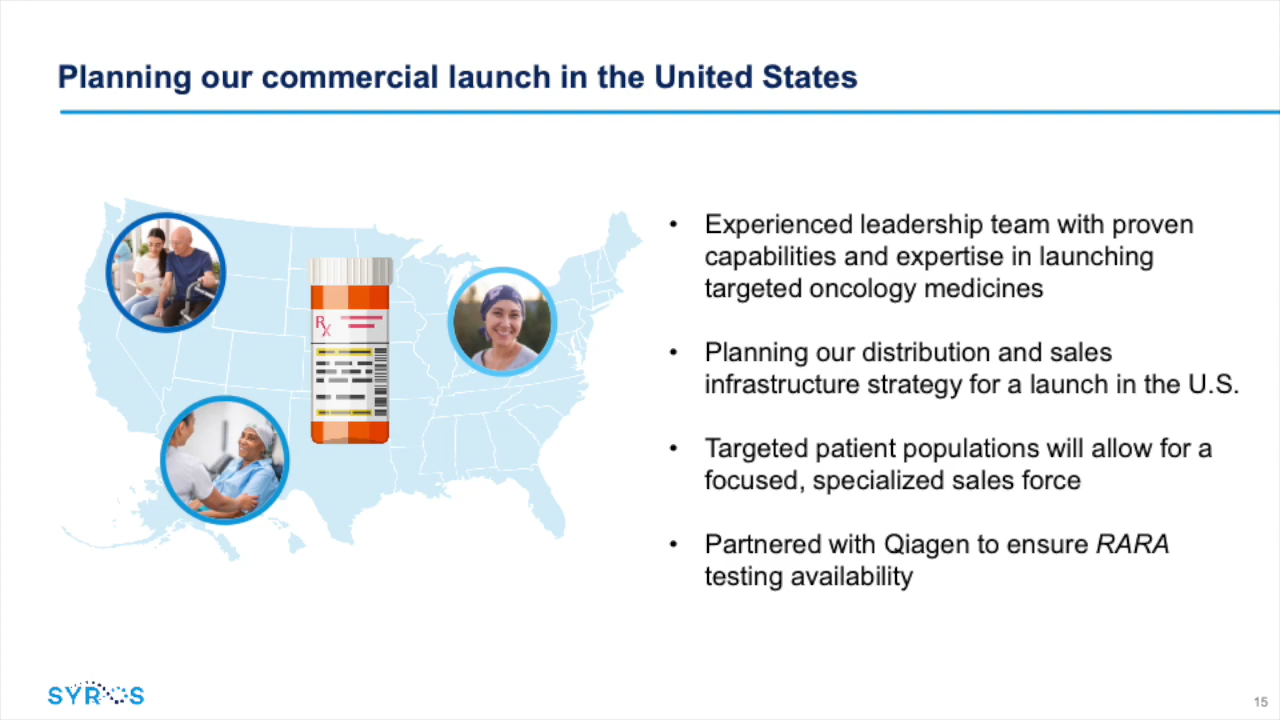 Planning our commercial launch in the United States
Rx
• Experienced leadership team with proven
capabilities and expertise in launching
targeted oncology medicines
• Planning our distribution and sales
infrastructure strategy for a launch in the U.S.
• Targeted patient populations will allow for a
focused, specialized sales force
• Partnered with Qiagen to ensure RARA
testing availability
SYROS
15